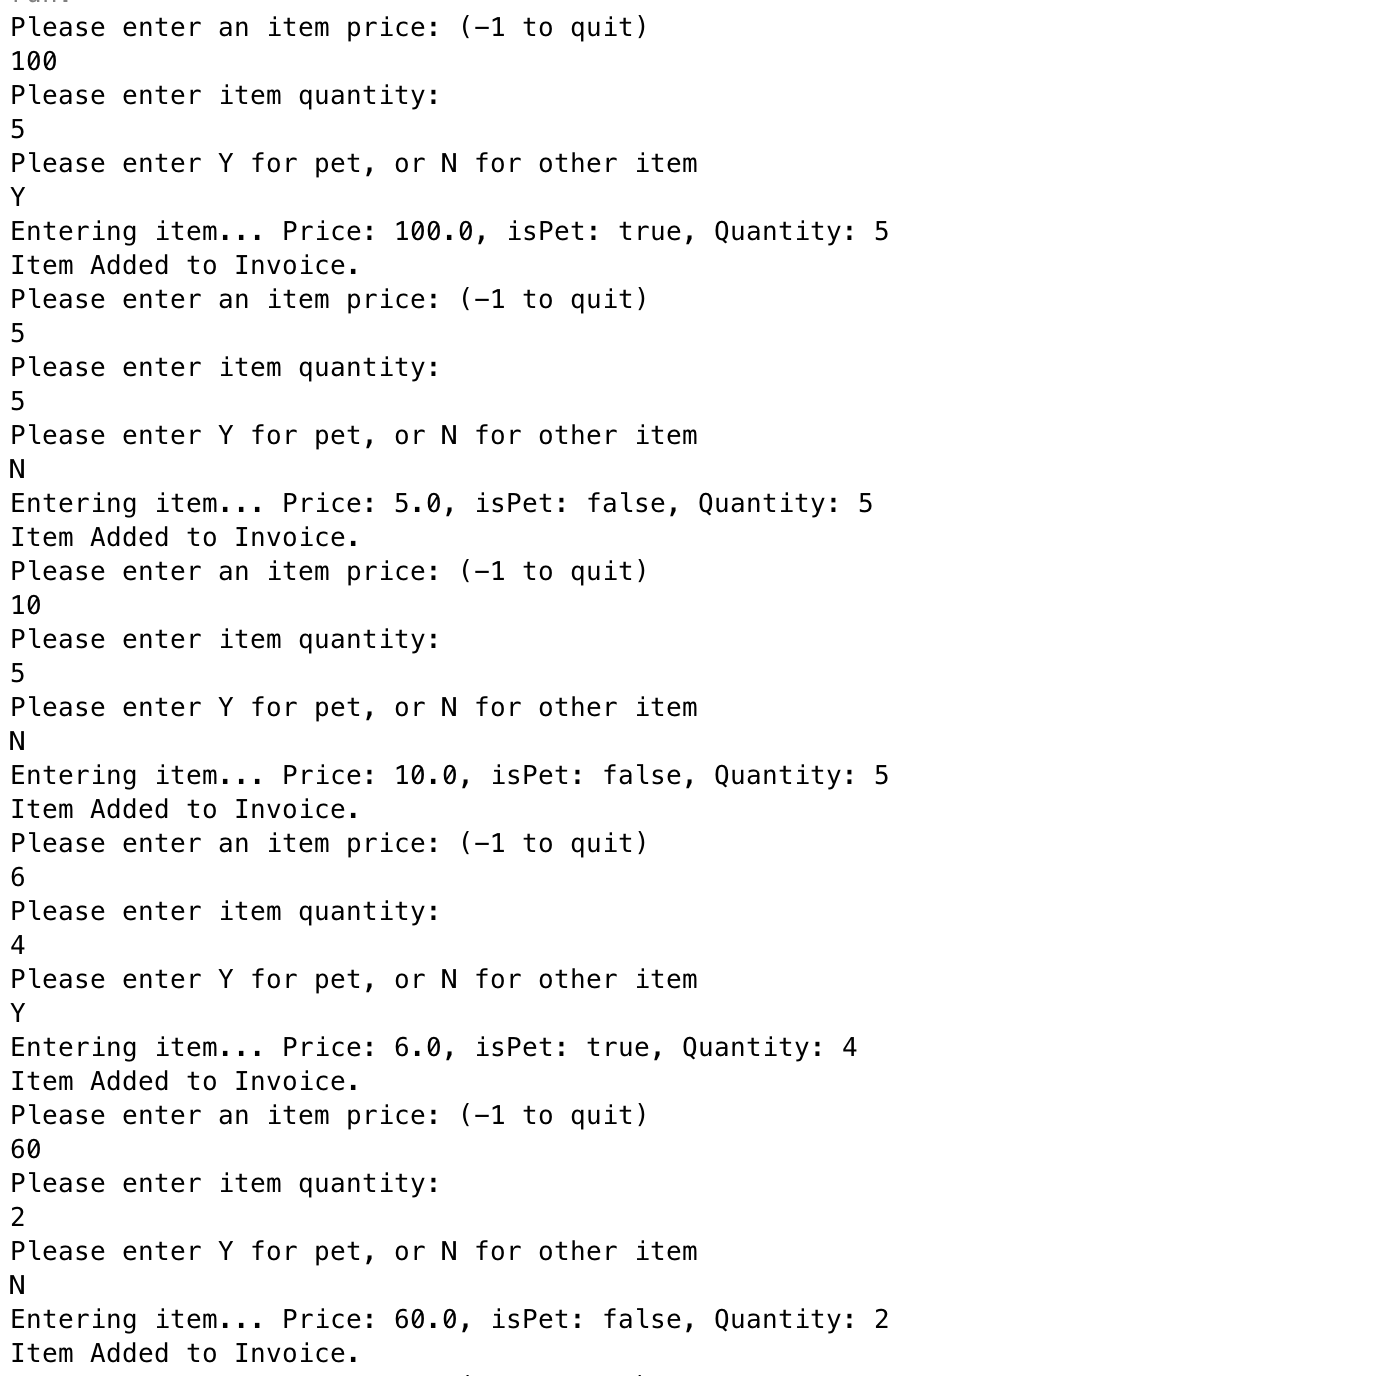 Please enter an item price: (-1 to quit)
100
Please enter item quantity:
5
Please enter Y for pet, or N for other item
Y
Entering item... Price: 100.0, isPet: true, Quantity: 5
Item Added to Invoice.
Please enter an item price: (-1 to quit)
5
Please enter item quantity:
5
Please enter Y for pet, or N for other item
N
Entering item... Price: 5.0, isPet: false, Quantity: 5
Item Added to Invoice.
Please enter an item price: (-1 to quit)
10
Please enter item quantity:
5
Please enter Y for pet, or N for other item
N
Entering item... Price: 10.0, isPet: false, Quantity: 5
Item Added to Invoice.
Please enter an item price: (-1 to quit)
6
Please enter item quantity:
4
Please enter Y for pet, or N for other item
Y
Entering item... Price: 6.0, isPet: true, Quantity: 4
Item Added to Invoice.
Please enter an item price: (-1 to quit)
60
Please enter item quantity:
2
Please enter Y for pet, or N for other item
N
Entering item... Price: 60.0, isPet: false, Quantity: 2
Item Added to Invoice.